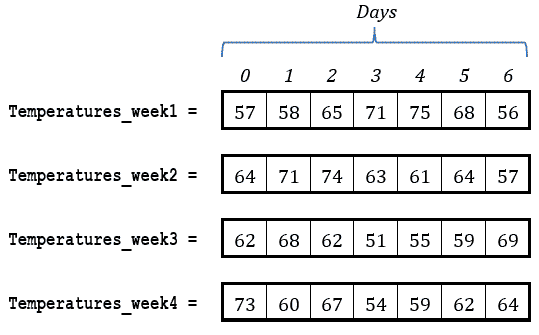 Days
0 1 2 3 4 5 6
Temperatures_week1 = 57 58 65 71 75 68 56
Temperatures_week2 = 64 71 74 63 61 64 57
Temperatures_week3 = 62 68 62 51 55 59 69
Temperatures_week4 = 73 60 67 54 59 62 64